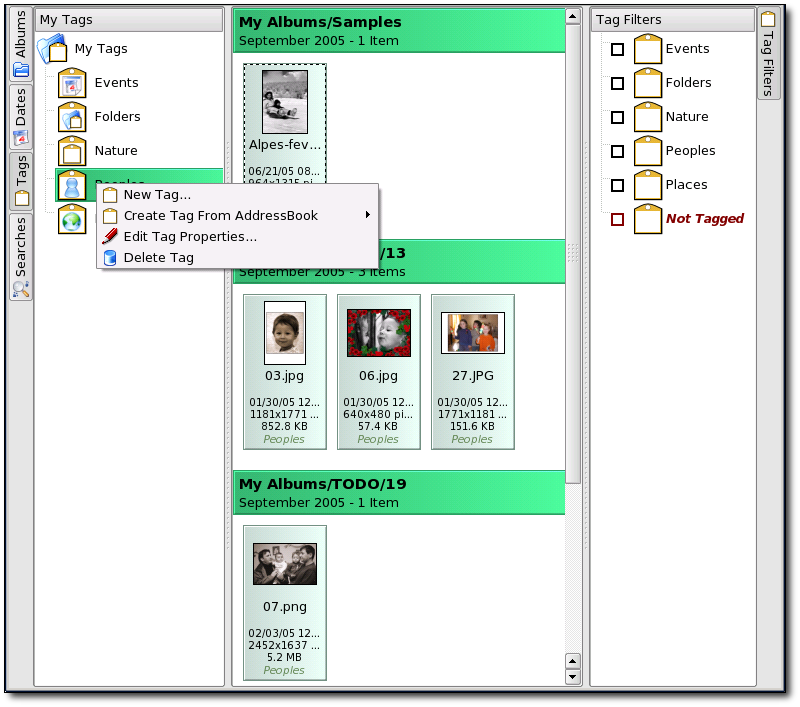 Albums
Dates
Tags
Searches
My Tags
My Tags
Events
Folders
Nature
Peoples
New Tag...
Create Tag From AddressBook
Edit Tag Properties...
Delete Tag
My Albums/Samples
September 2005 - 1 Item
Alpes-fev...
06/21/05 08...
964x1315 pi...
/13
September 2005 - 3 Items
03.jpg
01/30/05 12...
1181x1771 ...
852.8 KB
Peoples
06.jpg
01/30/05 12...
640x480 pi...
57.4 KB
Peoples
27.JPG
01/30/05 12...
1771x1181 ...
151.6 KB
Peoples
My Albums/TODO/19
September 2005 - 1 Item
07.png
02/03/05 12...
2452x1637 ...
5.2 MB
Peoples
Tag Filters
Events
Folders
Nature
Peoples
Places
Not Tagged
Tag Filters